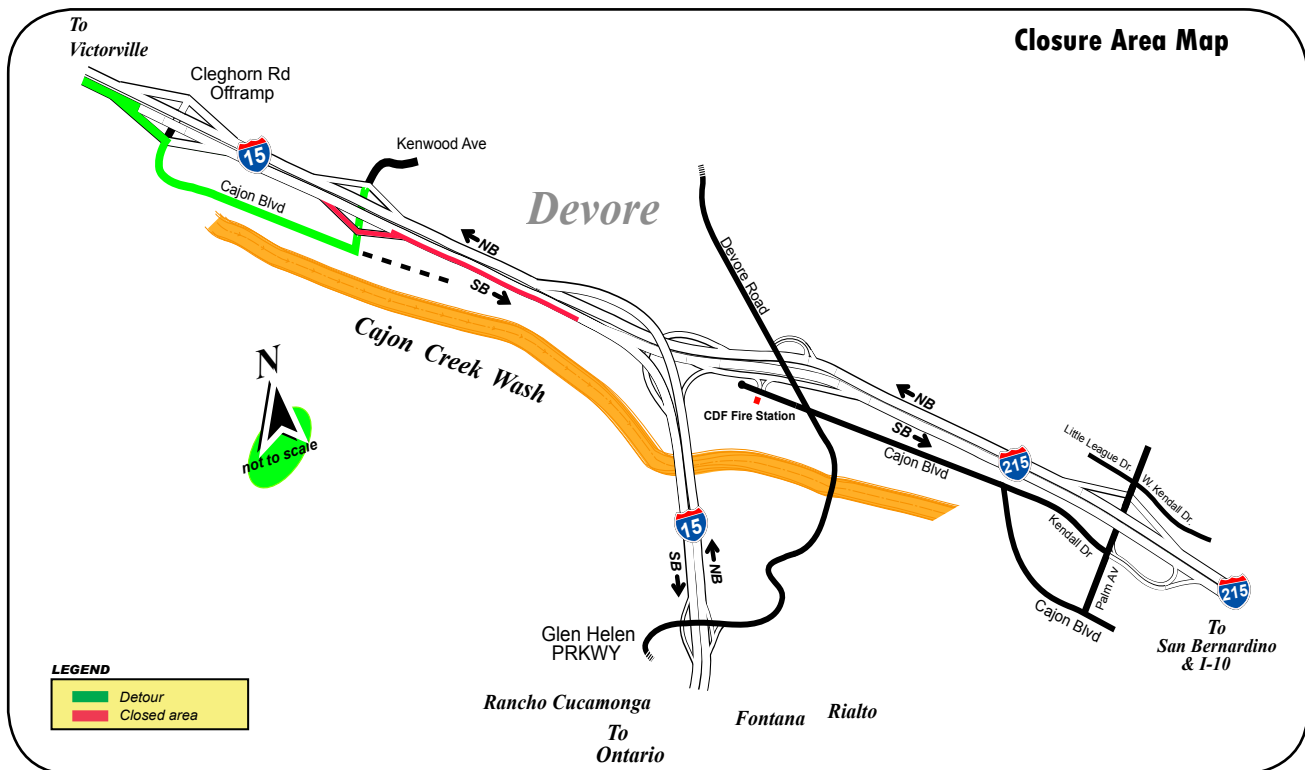 To
Victorville
Closure Area Map
Cleghorn Rd
Offramp
15
Kenwood Ave
Cajon Blvd
Devore
NB
SB
Devore Road
Cajon Creek Wash
N
not to scale
CDF Fire Station
NB
SB
Cajon Blvd
215
Little League Dr.
W. Kendall Dr.
Kendall Dr
Palm Av
Cajon Blvd
215
To
San Bernardino
& I-10
15
SB
NB
Glen Helen
PRKWY
LEGEND
Detour
Closed area
Rancho Cucamonga
To
Ontario
Fontana
Rialto